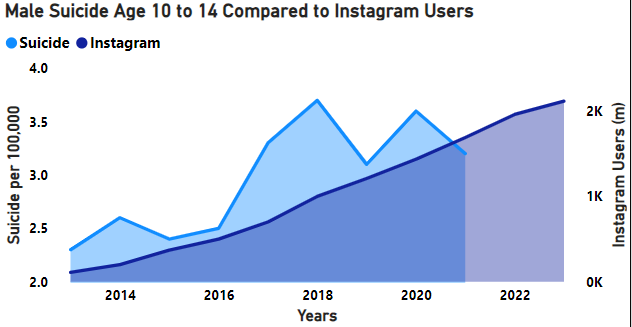 Male Suicide Age 10 to 14 Compared to Instagram Users
Suicide Instagram
4.0
3.5
3.0
2.5
2.0
Suicide per 100,000
2K
1K
0K
Instagram Users (m)
2014 2016 2018 2020 2022
Years